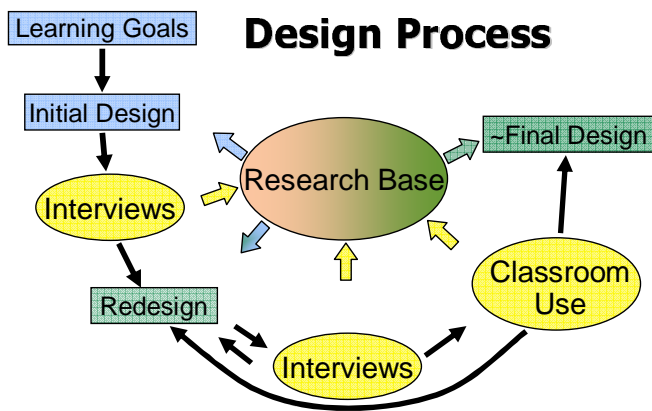 Learning Goals
Design Process
Initial Design
~Final Design
Research Base
Interviews
Classroom
Use
Redesign
Interviews